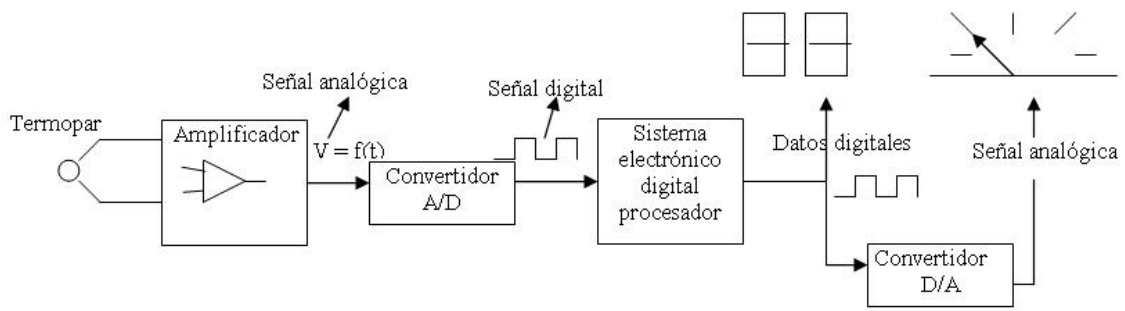 Termopar
Amplificador
Señal analógica
V = f(t)
Convertidor
A/D
Señal digital
Sistema
electrónico
digital
procesador
Datos digitales
Convertidor
D/A
Señal analógica